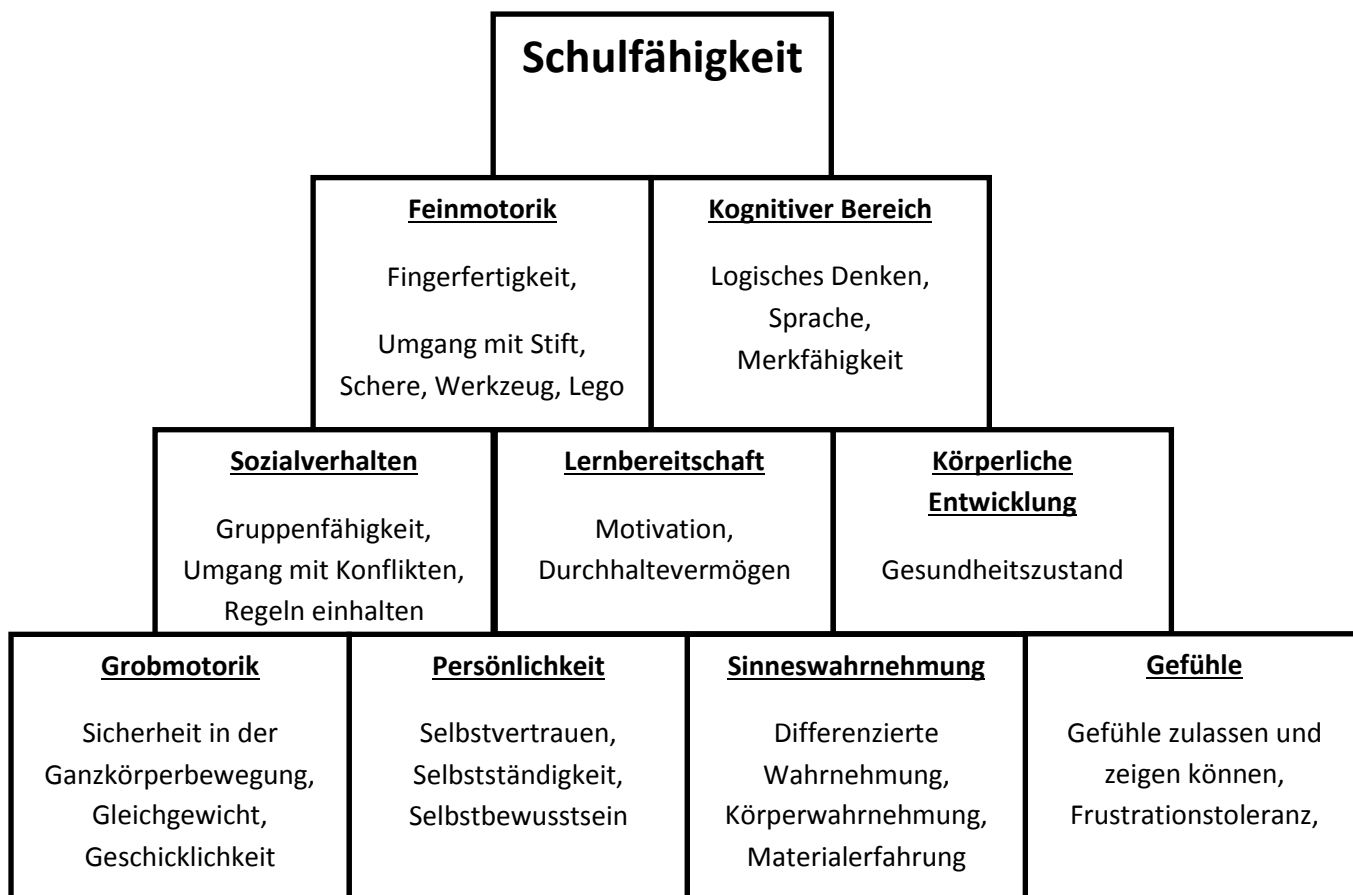 Schulfähigkeit
Feinmotorik
Fingerfertigkeit,
Umgang mit Stift,
Schere, Werkzeug, Lego
Kognitiver Bereich
Logisches Denken,
Sprache,
Merkfähigkeit
Sozialverhalten
Gruppenfähigkeit,
Umgang mit Konflikten,
Regeln einhalten
Lernbereitschaft
Motivation,
Durchhaltevermögen
Körperliche
Entwicklung
Gesundheitszustand
Grobmotorik
Sicherheit in der
Ganzkörperbewegung,
Gleichgewicht,
Geschicklichkeit
Persönlichkeit
Selbstvertrauen,
Selbstständigkeit,
Selbstbewusstsein
Sinneswahrnehmung
Differenzierte
Wahrnehmung,
Körperwahrnehmung,
Materialerfahrung
Gefühle
Gefühle zulassen und
zeigen können,
Frustrationstoleranz,